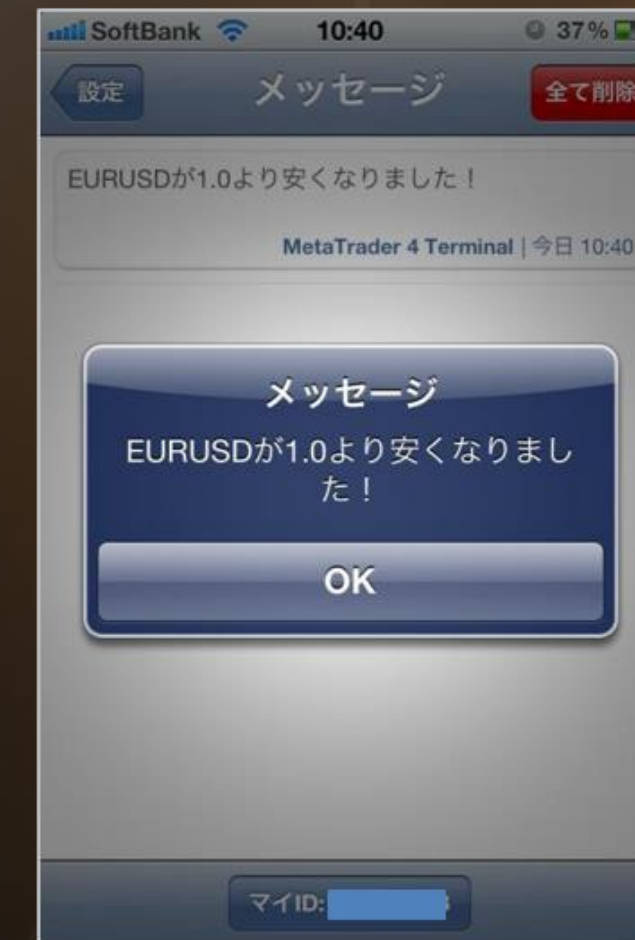 SoftBank 10:40 37%
設定 メッセージ 全て削除
EURUSDが1.0より安くなりました！
MetaTrader 4 Terminal | 今日 10:40
メッセージ
EURUSDが1.0より安くなりまし
た！
OK
マイID: